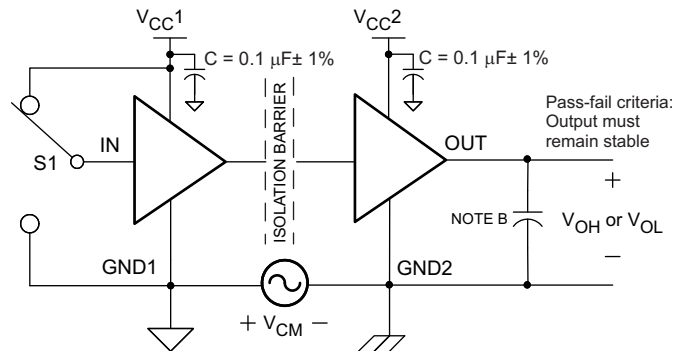 VCC1
VCC2
C = 0.1 μF± 1%
C = 0.1 μF± 1%
Pass-fail criteria:
Output must
remain stable
IN
OUT
S1
ISOLATION BARRIER
+
NOTE B
VOH or VOL
–
GND1
GND2
+ VCM –